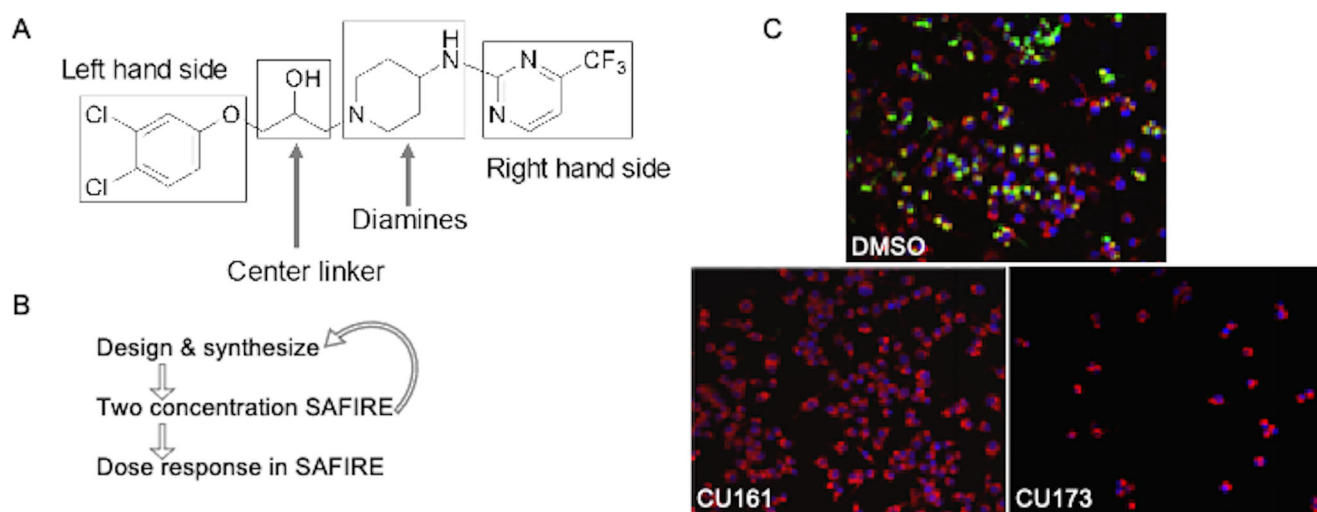 A
Left hand side
Cl
Cl
O
OH
N
H
N
N
N
CF3
Right hand side
Diamines
Center linker
B
Design & synthesize
Two concentration SAFIRE
Dose response in SAFIRE
C
DMSO
CU161
CU173